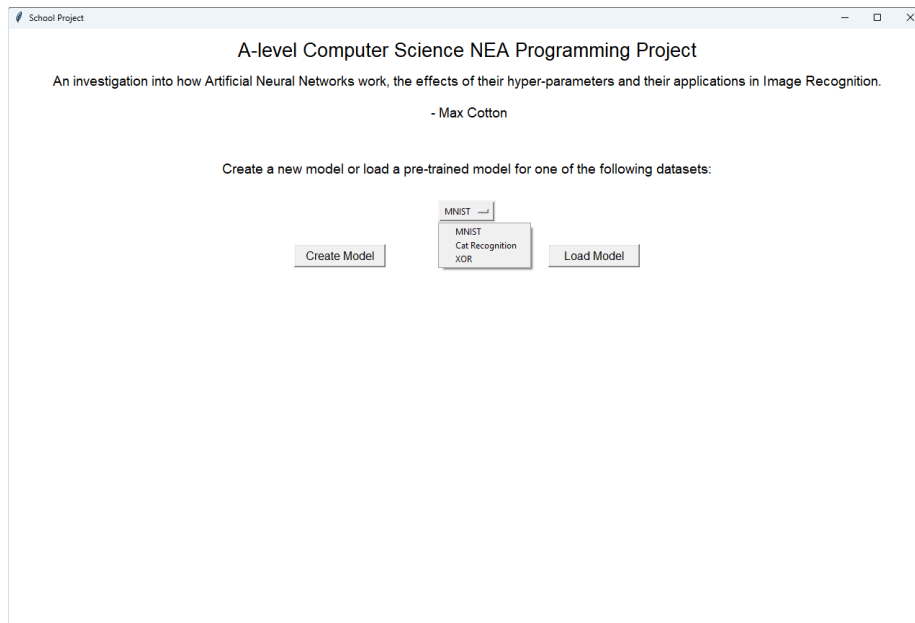 School Project
A-level Computer Science NEA Programming Project
An investigation into how Artificial Neural Networks work, the effects of their hyper-parameters and their applications in Image Recognition.
- Max Cotton
Create a new model or load a pre-trained model for one of the following datasets:
MNIST
MNIST
Cat Recognition
XOR
Create Model
Load Model